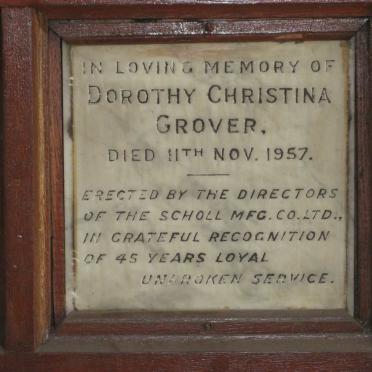 IN LOVING MEMORY OF
DOROTHY CHRISTINA
GROVER,
DIED 11TH NOV. 1957.
ERECTED BY THE DIRECTORS
OF THE SCHOLL MFG. CO. LTD.,
IN GRATEFUL RECOGNITION
OF 45 YEARS LOYAL
UNBROKEN SERVICE.